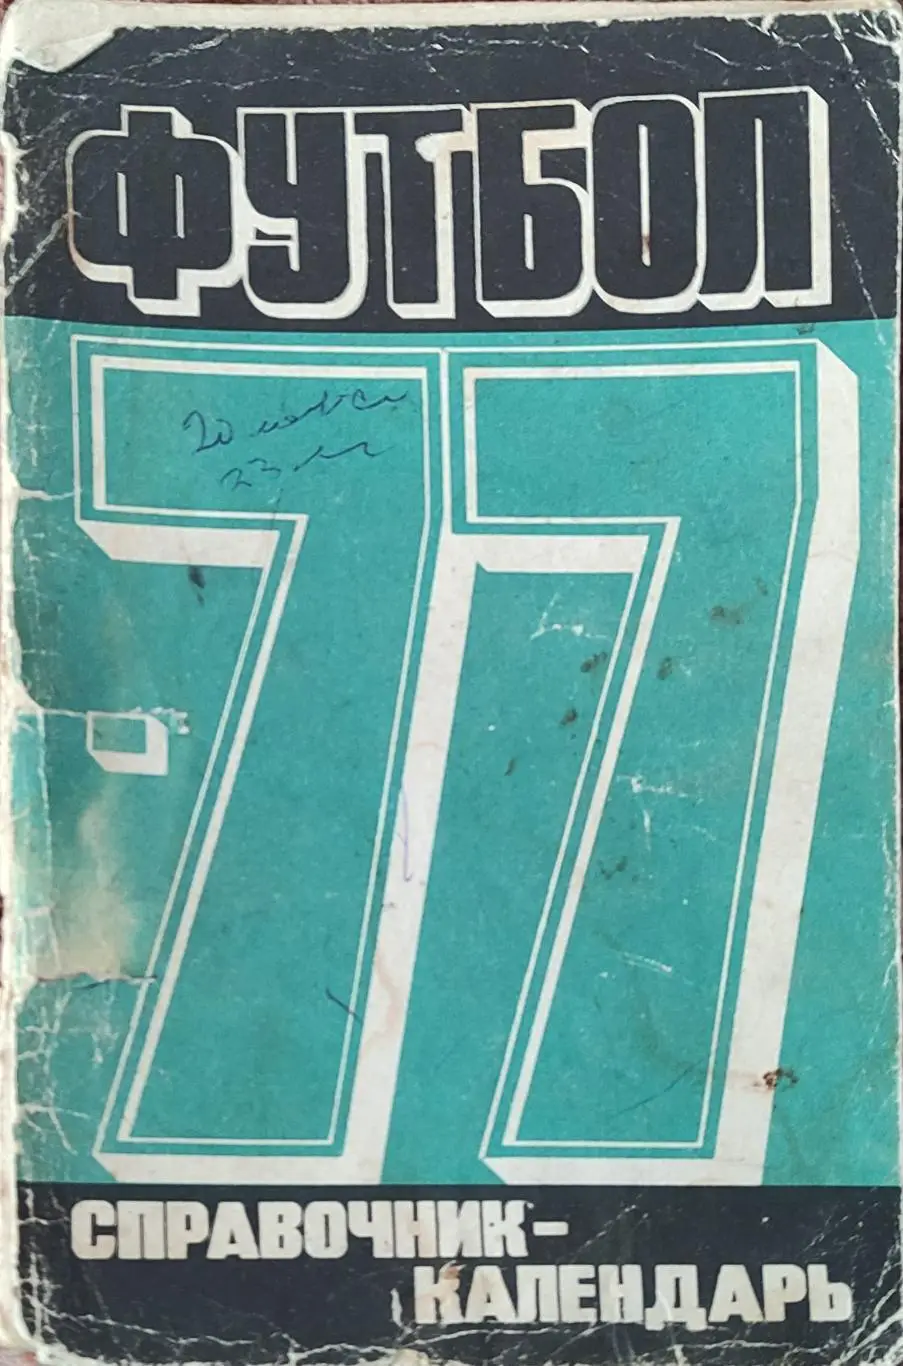 ФУТБОЛ
-77
СПРАВОЧНИК-
КАЛЕНДАРЬ